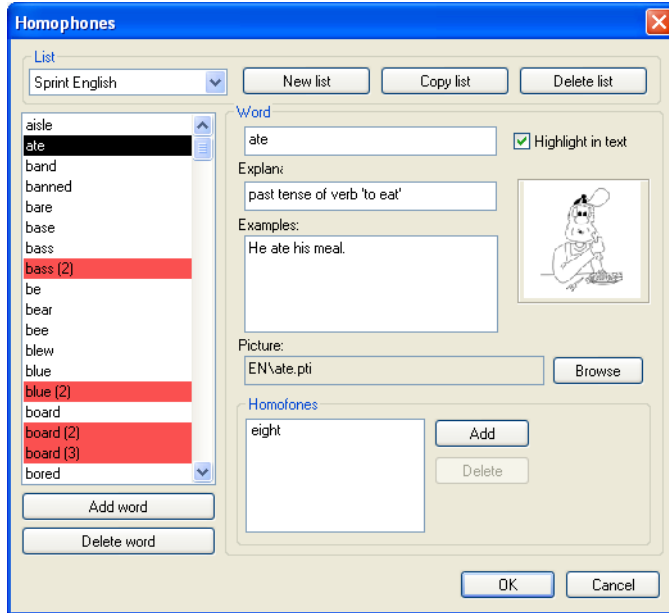 Homophones
List
Sprint English
New list
Copy list
Delete list
aisle
ate
band
banned
bare
base
bass
bass (2)
be
bear
bee
blew
blue
blue (2)
board
board (2)
board (3)
bored
Add word
Delete word
Word
ate
Highlight in text
Explana
past tense of verb 'to eat'
Examples:
He ate his meal.
Picture:
EN\ate.pti
Browse
Homofones
eight
Add
Delete
OK
Cancel